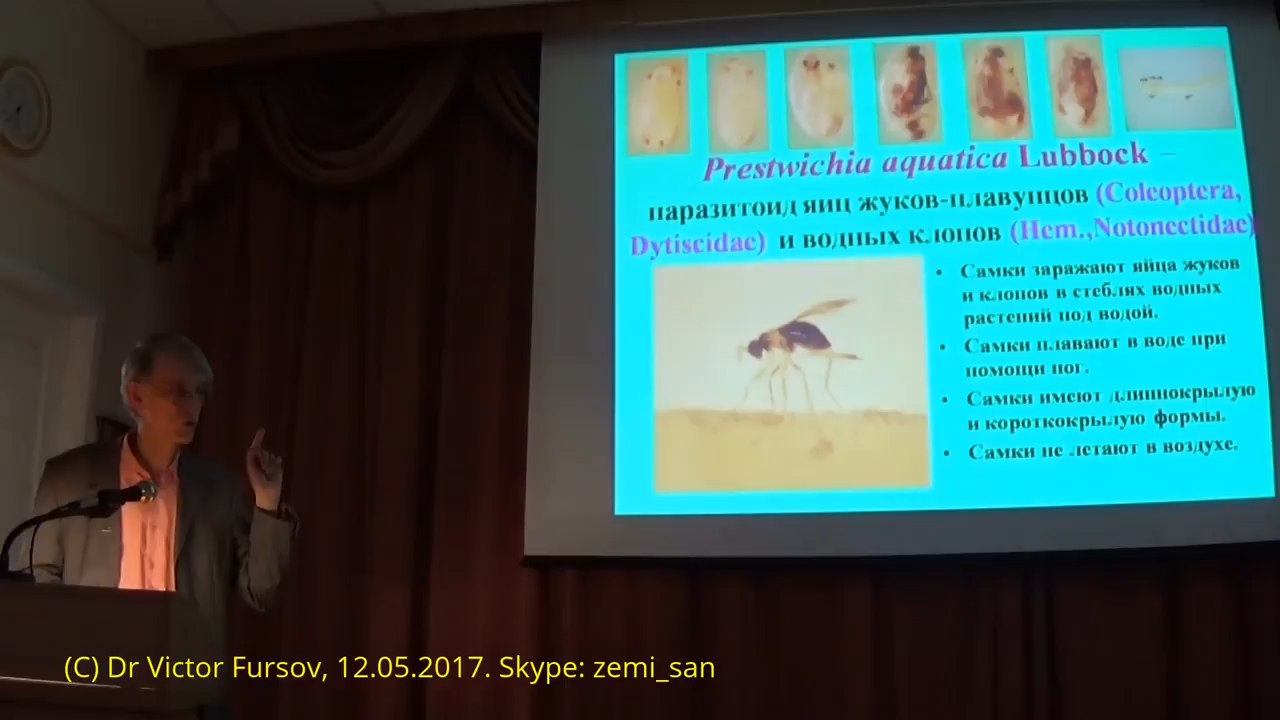 Prestwichia aquatica Lubbock –
паразитоид яиц жуков-плавунцов (Coleoptera,
Dytiscidae) и водных клопов (Hem.,Notonectidae)
• Самки заражают яйца жуков
и клопов в стеблях водных
растений под водой.
• Самки плавают в воде при
помощи ног.
• Самки имеют длиннокрылую
и короткокрылую формы.
• Самки не летают в воздухе.
(C) Dr Victor Fursov, 12.05.2017. Skype: zemi_san